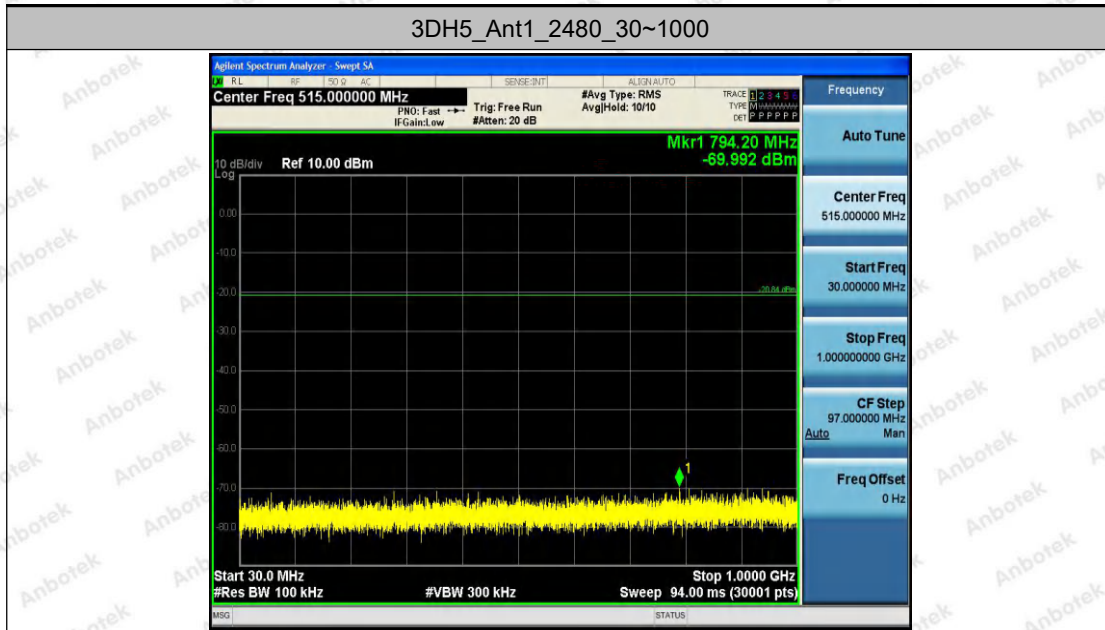 3DH5_Ant1_2480_30~1000
Agilent Spectrum Analyzer - Swept SA
RL RF 50 Ω AC SENSE:INT ALIGN AUTO
Center Freq 515.000000 MHz
PNO: Fast
IFGain:Low
Trig: Free Run
#Atten: 20 dB
#Avg Type: RMS
Avg|Hold: 10/10
TRACE 1 2 3 4 5 6
TYPE M
DET P P P P P P
Mkr1 794.20 MHz
-69.992 dBm
10 dB/div Ref 10.00 dBm
Log
0.00
-10.0
-20.0
-20.84 dBm
-30.0
-40.0
-50.0
-60.0
1
-70.0
-80.0
Start 30.0 MHz Stop 1.0000 GHz
#Res BW 100 kHz #VBW 300 kHz Sweep 94.00 ms (30001 pts)
MSG STATUS
Frequency
Auto Tune
Center Freq
515.000000 MHz
Start Freq
30.000000 MHz
Stop Freq
1.000000000 GHz
CF Step
97.000000 MHz
Auto Man
Freq Offset
0 Hz
Anbotek